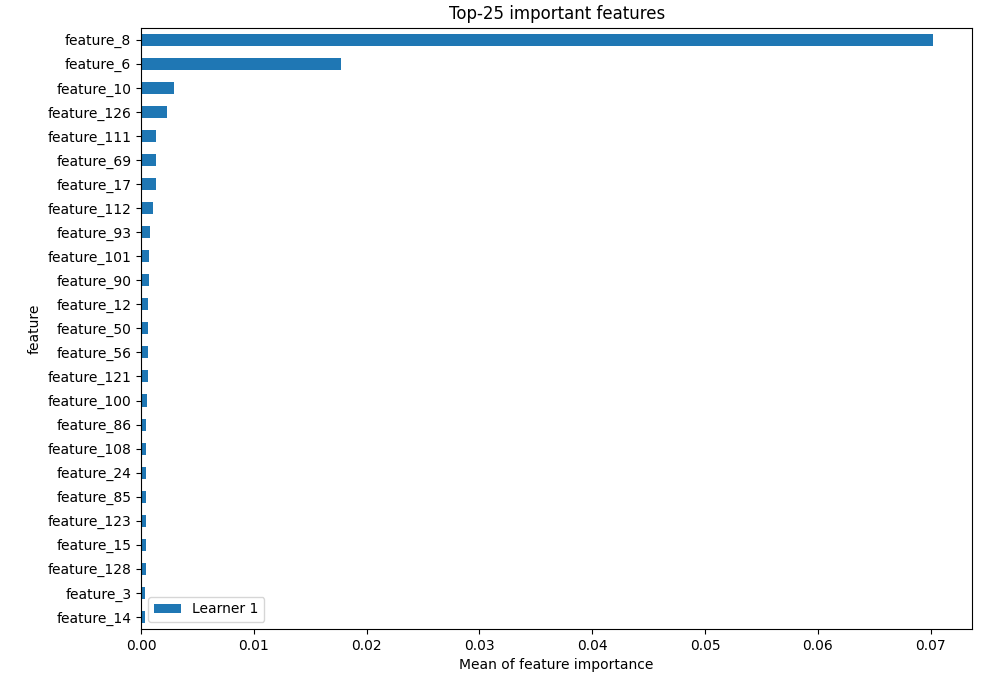 Top-25 important features
feature_8
feature_6
feature_10
feature_126
feature_111
feature_69
feature_17
feature_112
feature_93
feature_101
feature_90
feature_12
feature_50
feature_56
feature_121
feature_100
feature_86
feature_108
feature_24
feature_85
feature_123
feature_15
feature_128
feature_3
feature_14
feature
Learner 1
0.00 0.01 0.02 0.03 0.04 0.05 0.06 0.07
Mean of feature importance